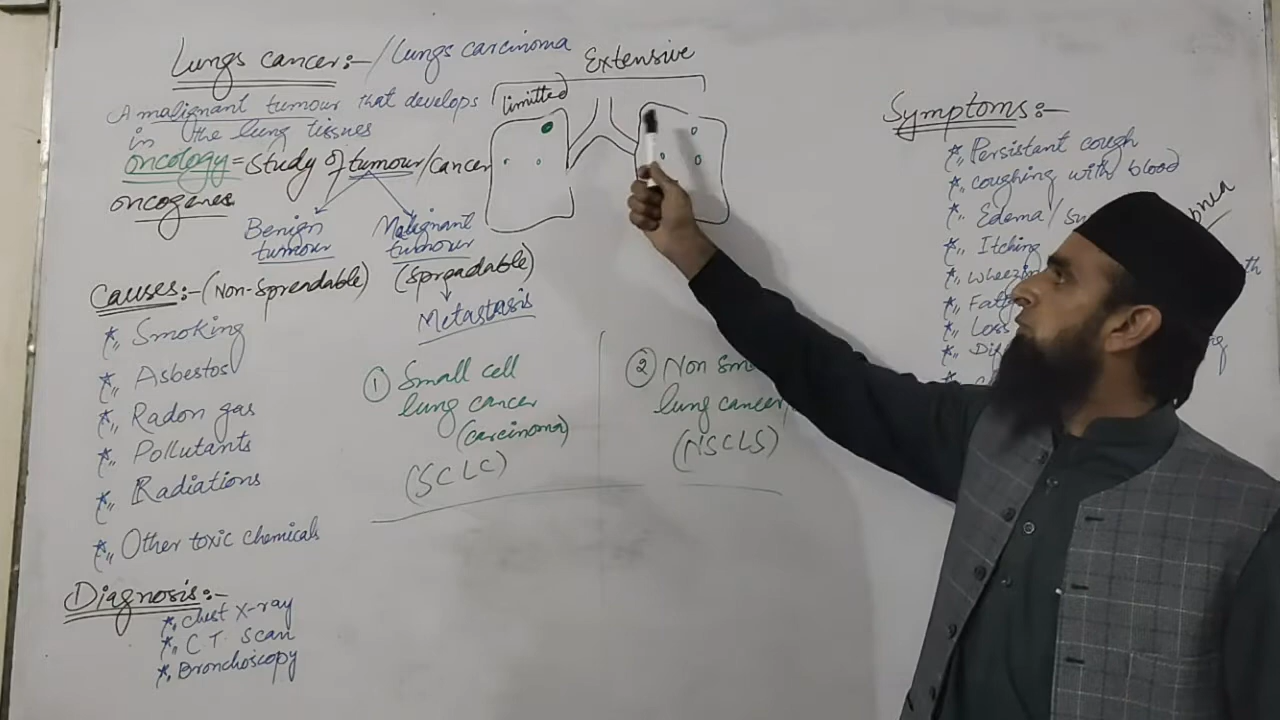 Lungs cancer:- / Lungs carcinoma
A malignant tumour that develops
in the lung tissues
oncology = Study of tumour/cancer
oncogenes
Benign
tumour
Malignant
tumour
(Non-Spreadable)
(Spreadable)
Metastasis
Extensive
limitted
Causes:-
*,, Smoking
*,, Asbestos
*,, Radon gas
*,, Pollutants
*,, Radiations
*,, Other toxic chemicals
Diagnosis:-
*,, Chest X-ray
*,, C T Scan
*,, Bronchoscopy
① Small cell
lung cancer
(carcinoma)
(SCLC)
② Non
lung cancer
(NSCLS)
Symptoms:-
*,, Persistant cough
*, coughing with blood
*,, Edema/
*,, Itching
*,,
*,,
*,, Loss
*,,